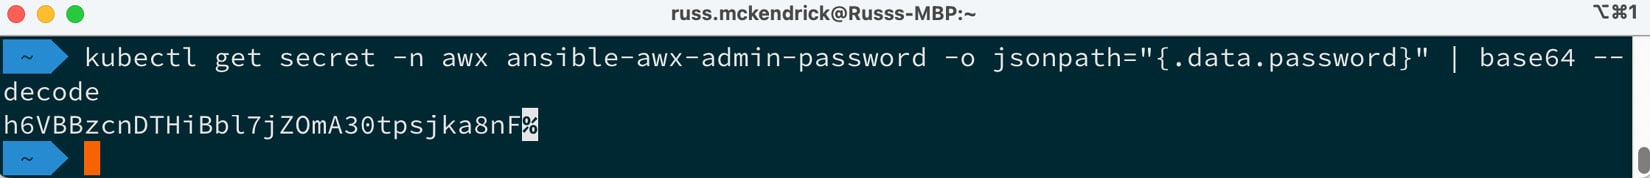 russ.mckendrick@Russs-MBP:~
⌥⌘1
~ kubectl get secret -n awx ansible-awx-admin-password -o jsonpath="{.data.password}" | base64 --
decode
h6VBBzcnDTHiBbl7jZOmA30tpsjka8nF%
~